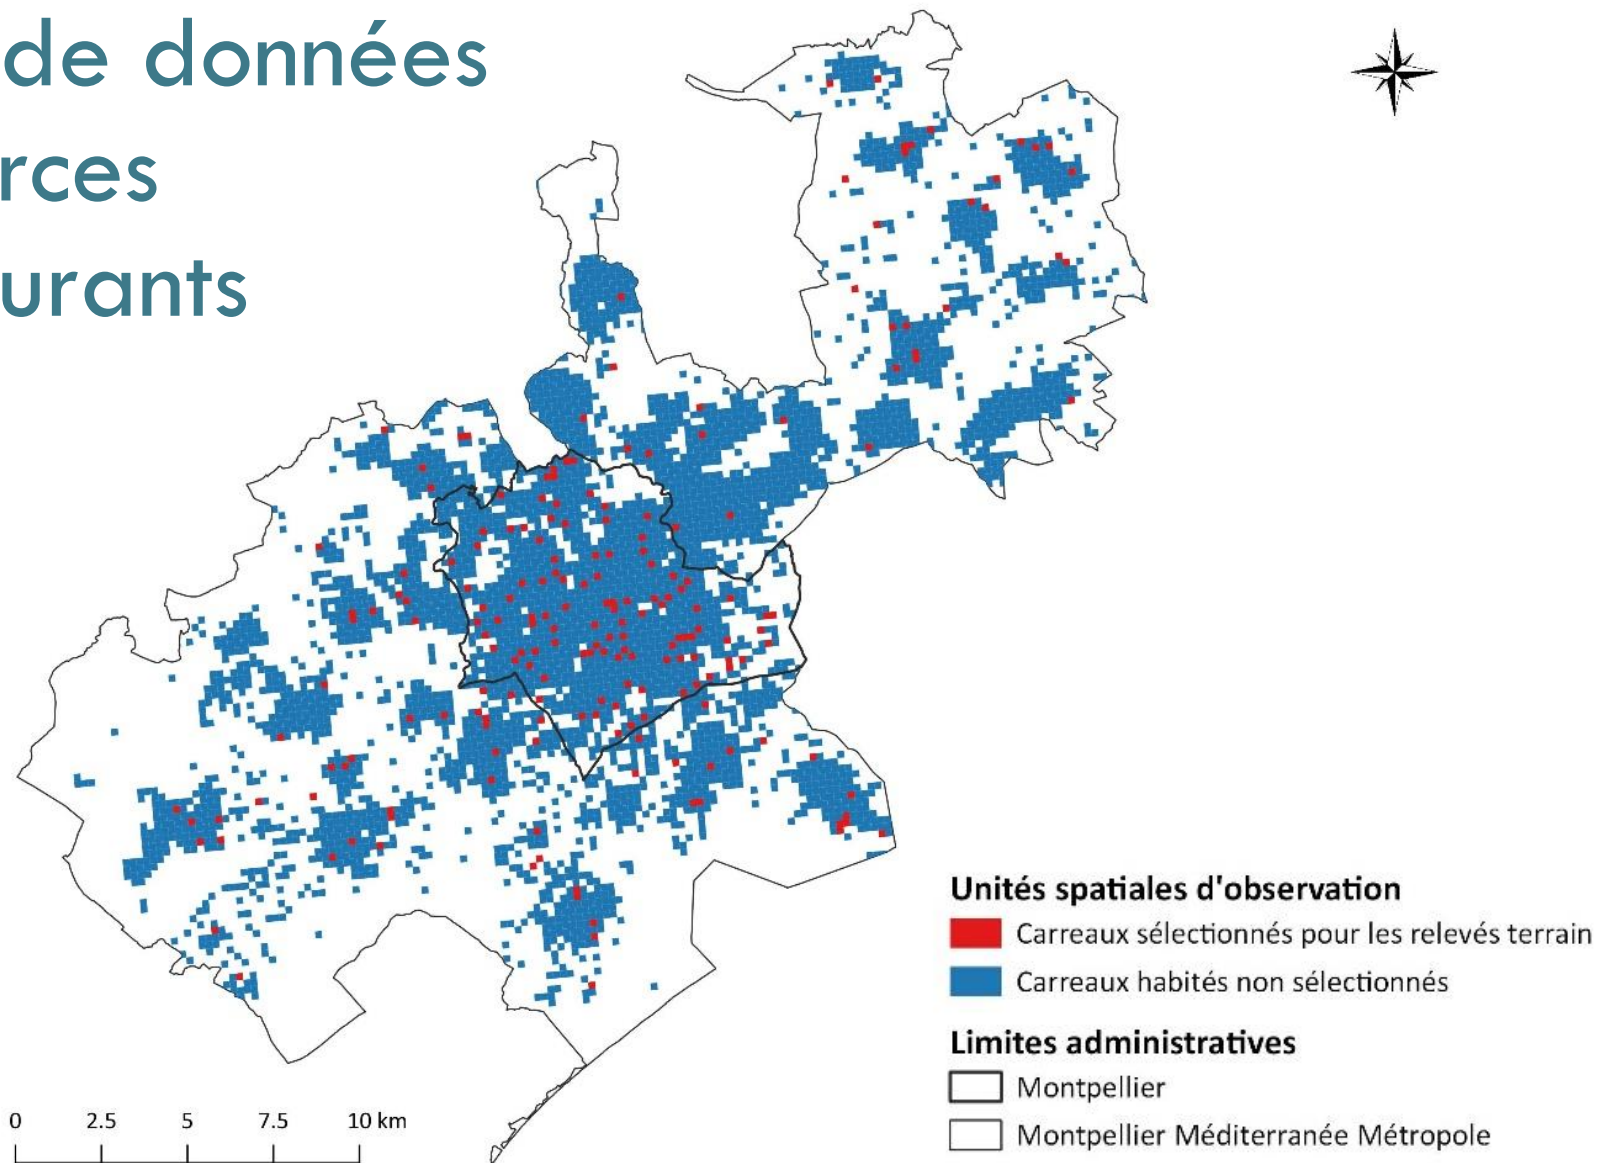 de données
rces
urants
Unités spatiales d'observation
Carreaux sélectionnés pour les relevés terrain
Carreaux habités non sélectionnés
Limites administratives
Montpellier
Montpellier Méditerranée Métropole
0 2.5 5 7.5 10 km